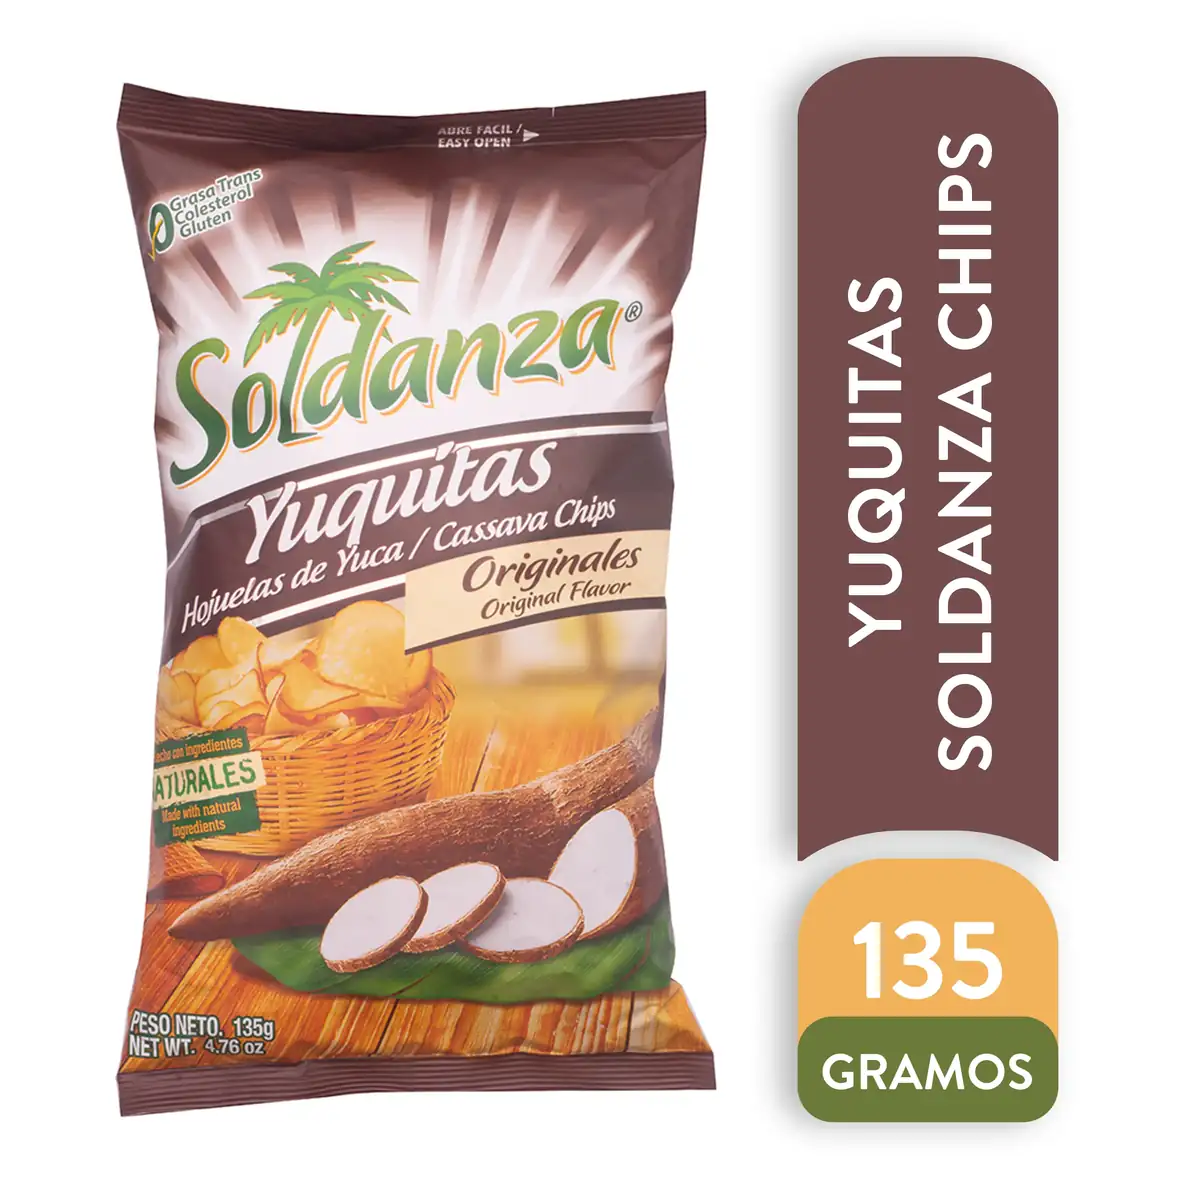 ABRE FACIL /
EASY OPEN
0 Grasa Trans
Colesterol
Gluten
Soldanza®
Yuquitas
Hojuelas de Yuca / Cassava Chips
Originales
Original Flavor
echo con ingredientes
ATURALES
Made with natural
ingredients
PESO NETO. 135g
NET WT. 4.76 oz
YUQUITAS
SOLDANZA CHIPS
135
GRAMOS